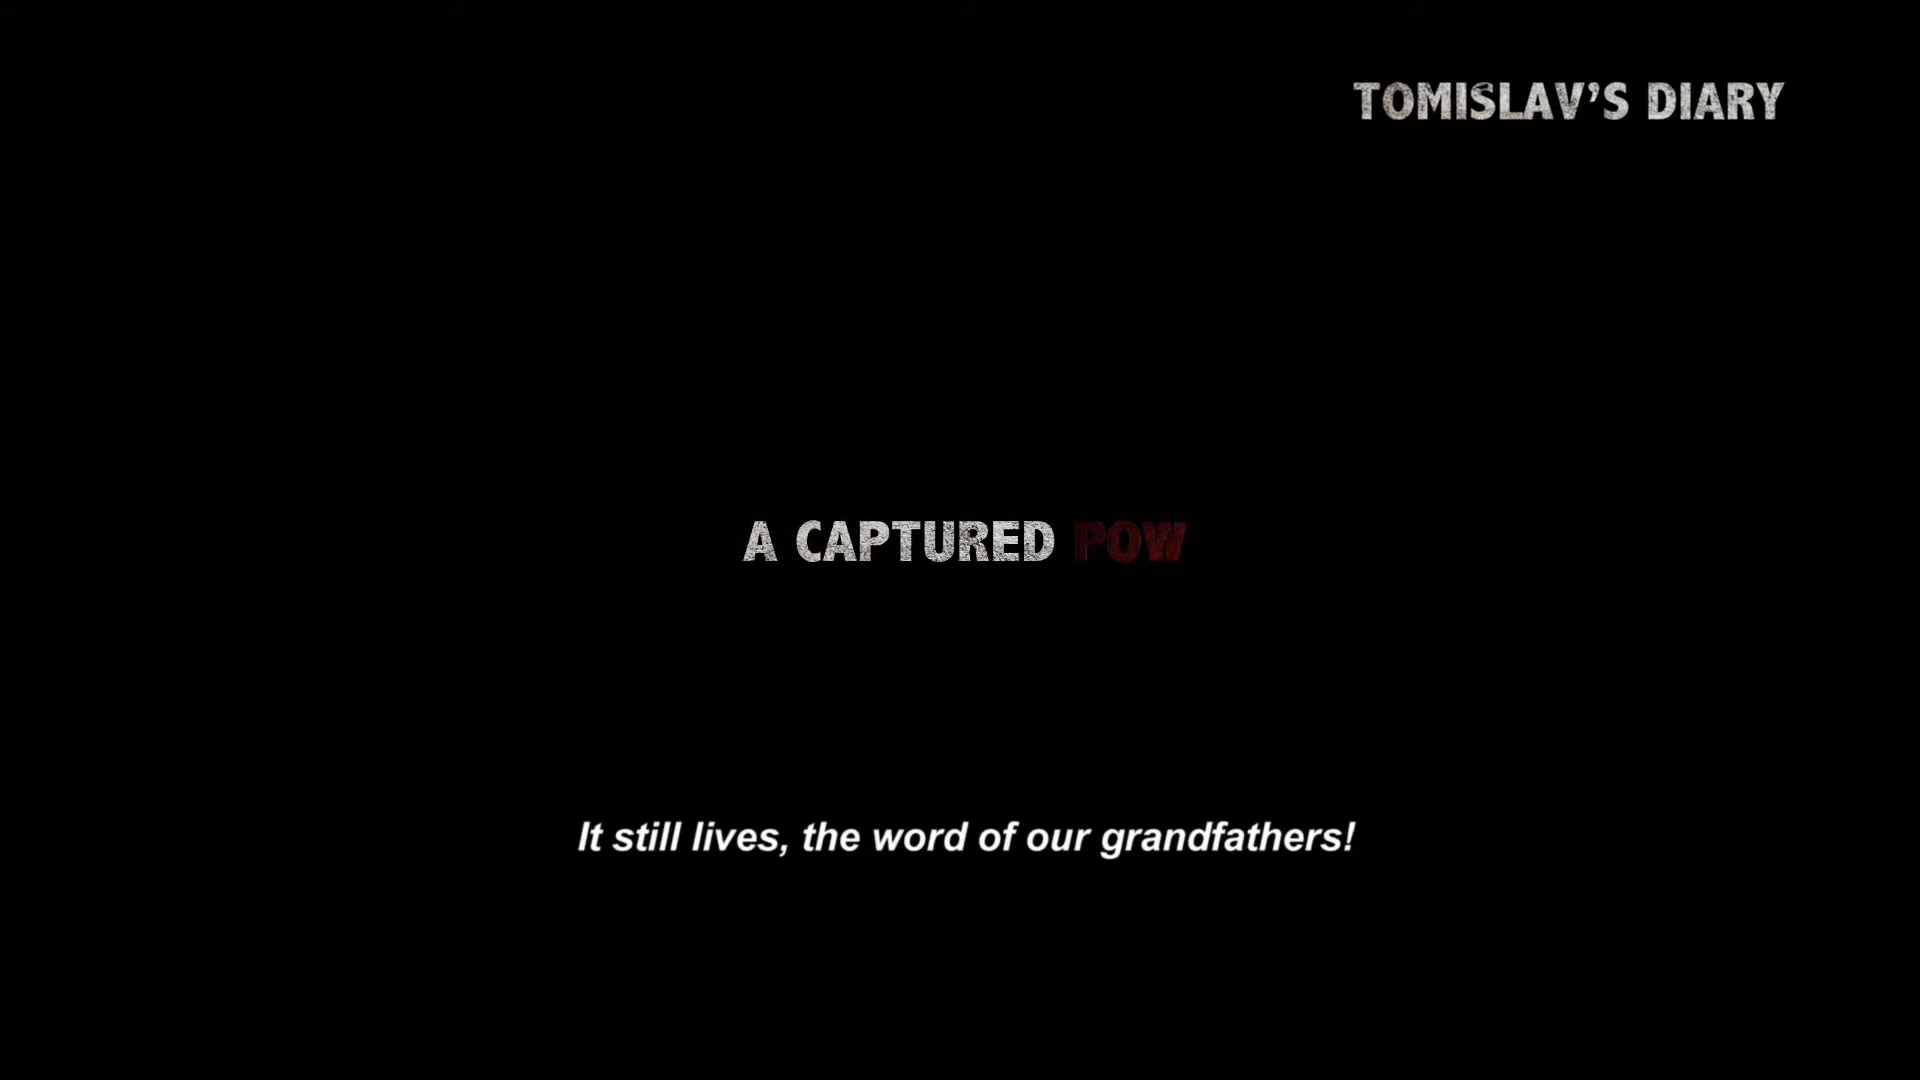 TOMISLAV'S DIARY
A CAPTURED POW
It still lives, the word of our grandfathers!